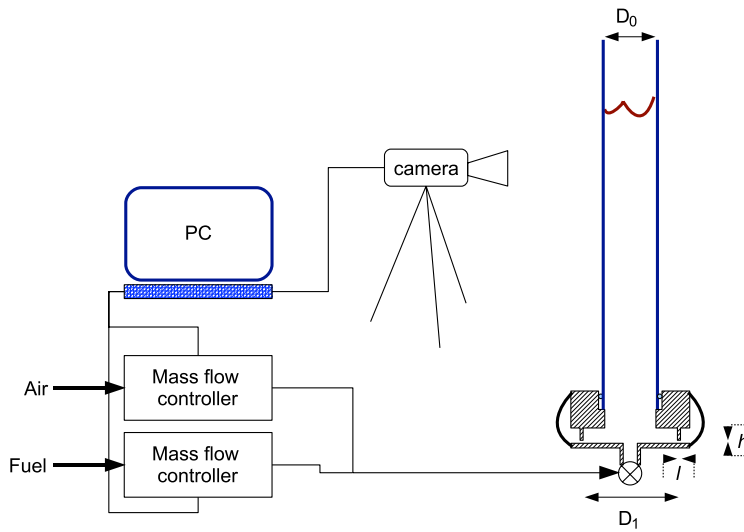 D₀
camera
PC
Mass flow
controller
Air
Mass flow
controller
Fuel
h
l
D₁